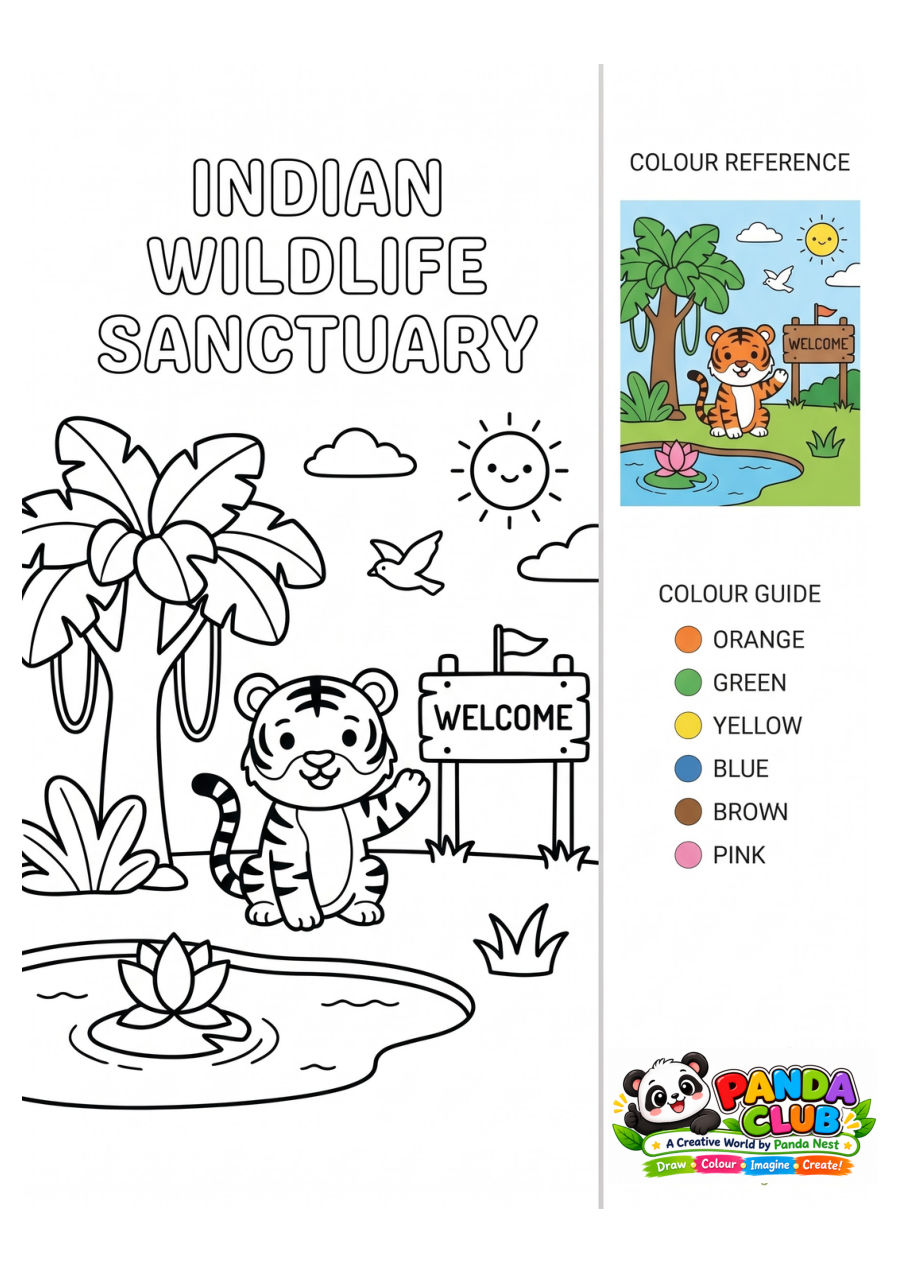 INDIAN
WILDLIFE
SANCTUARY
WELCOME
COLOUR REFERENCE
WELCOME
COLOUR GUIDE
ORANGE
GREEN
YELLOW
BLUE
BROWN
PINK
PANDA
CLUB
A Creative World by Panda Nest
Draw Colour Imagine Create!